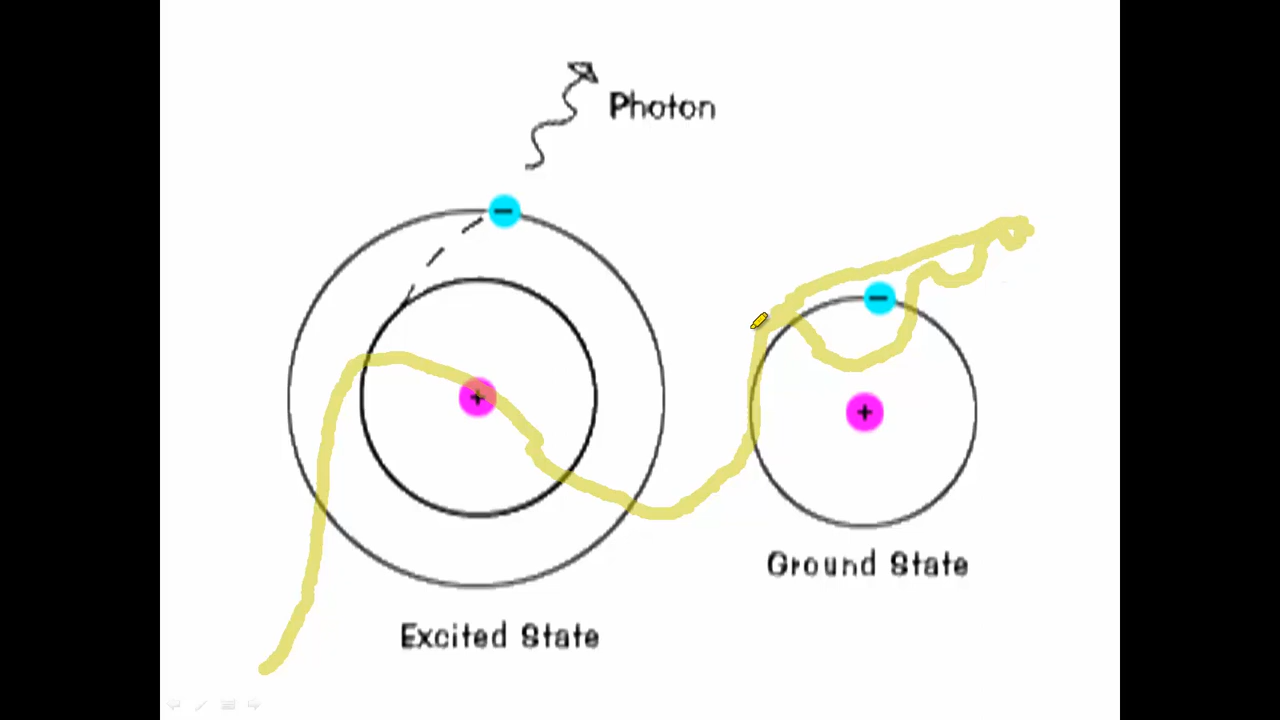 Photon
−
−
+
+
Ground State
Excited State